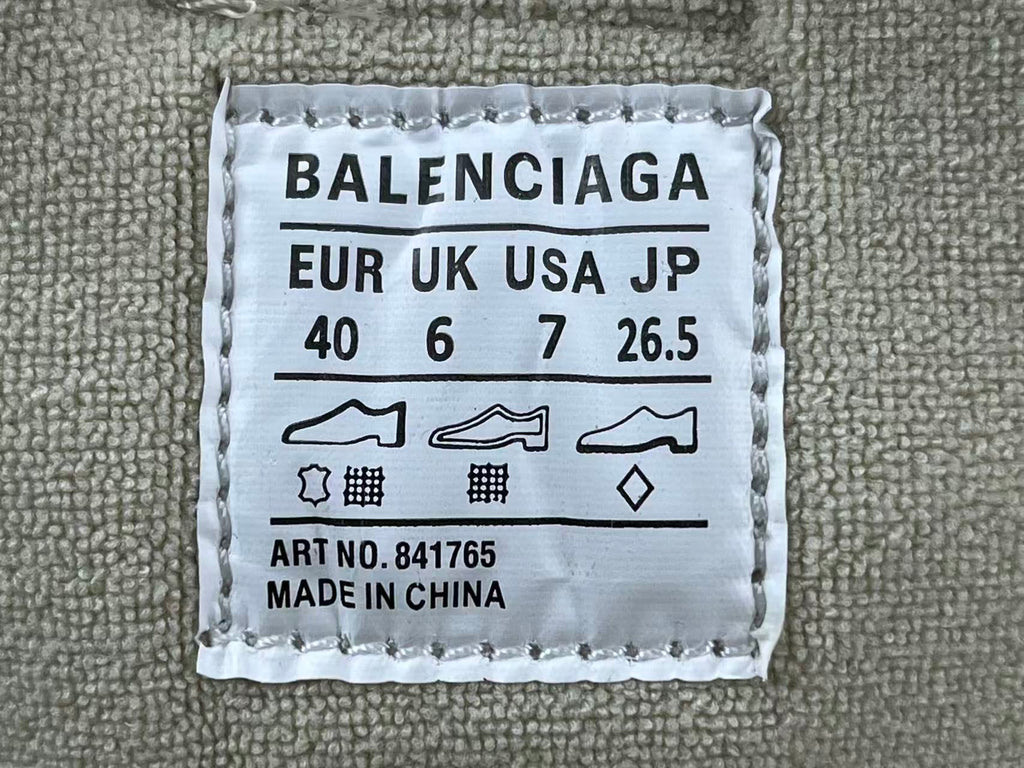 BALENCIAGA
EUR UK USA JP
40 6 7 26.5
ART NO. 841765
MADE IN CHINA